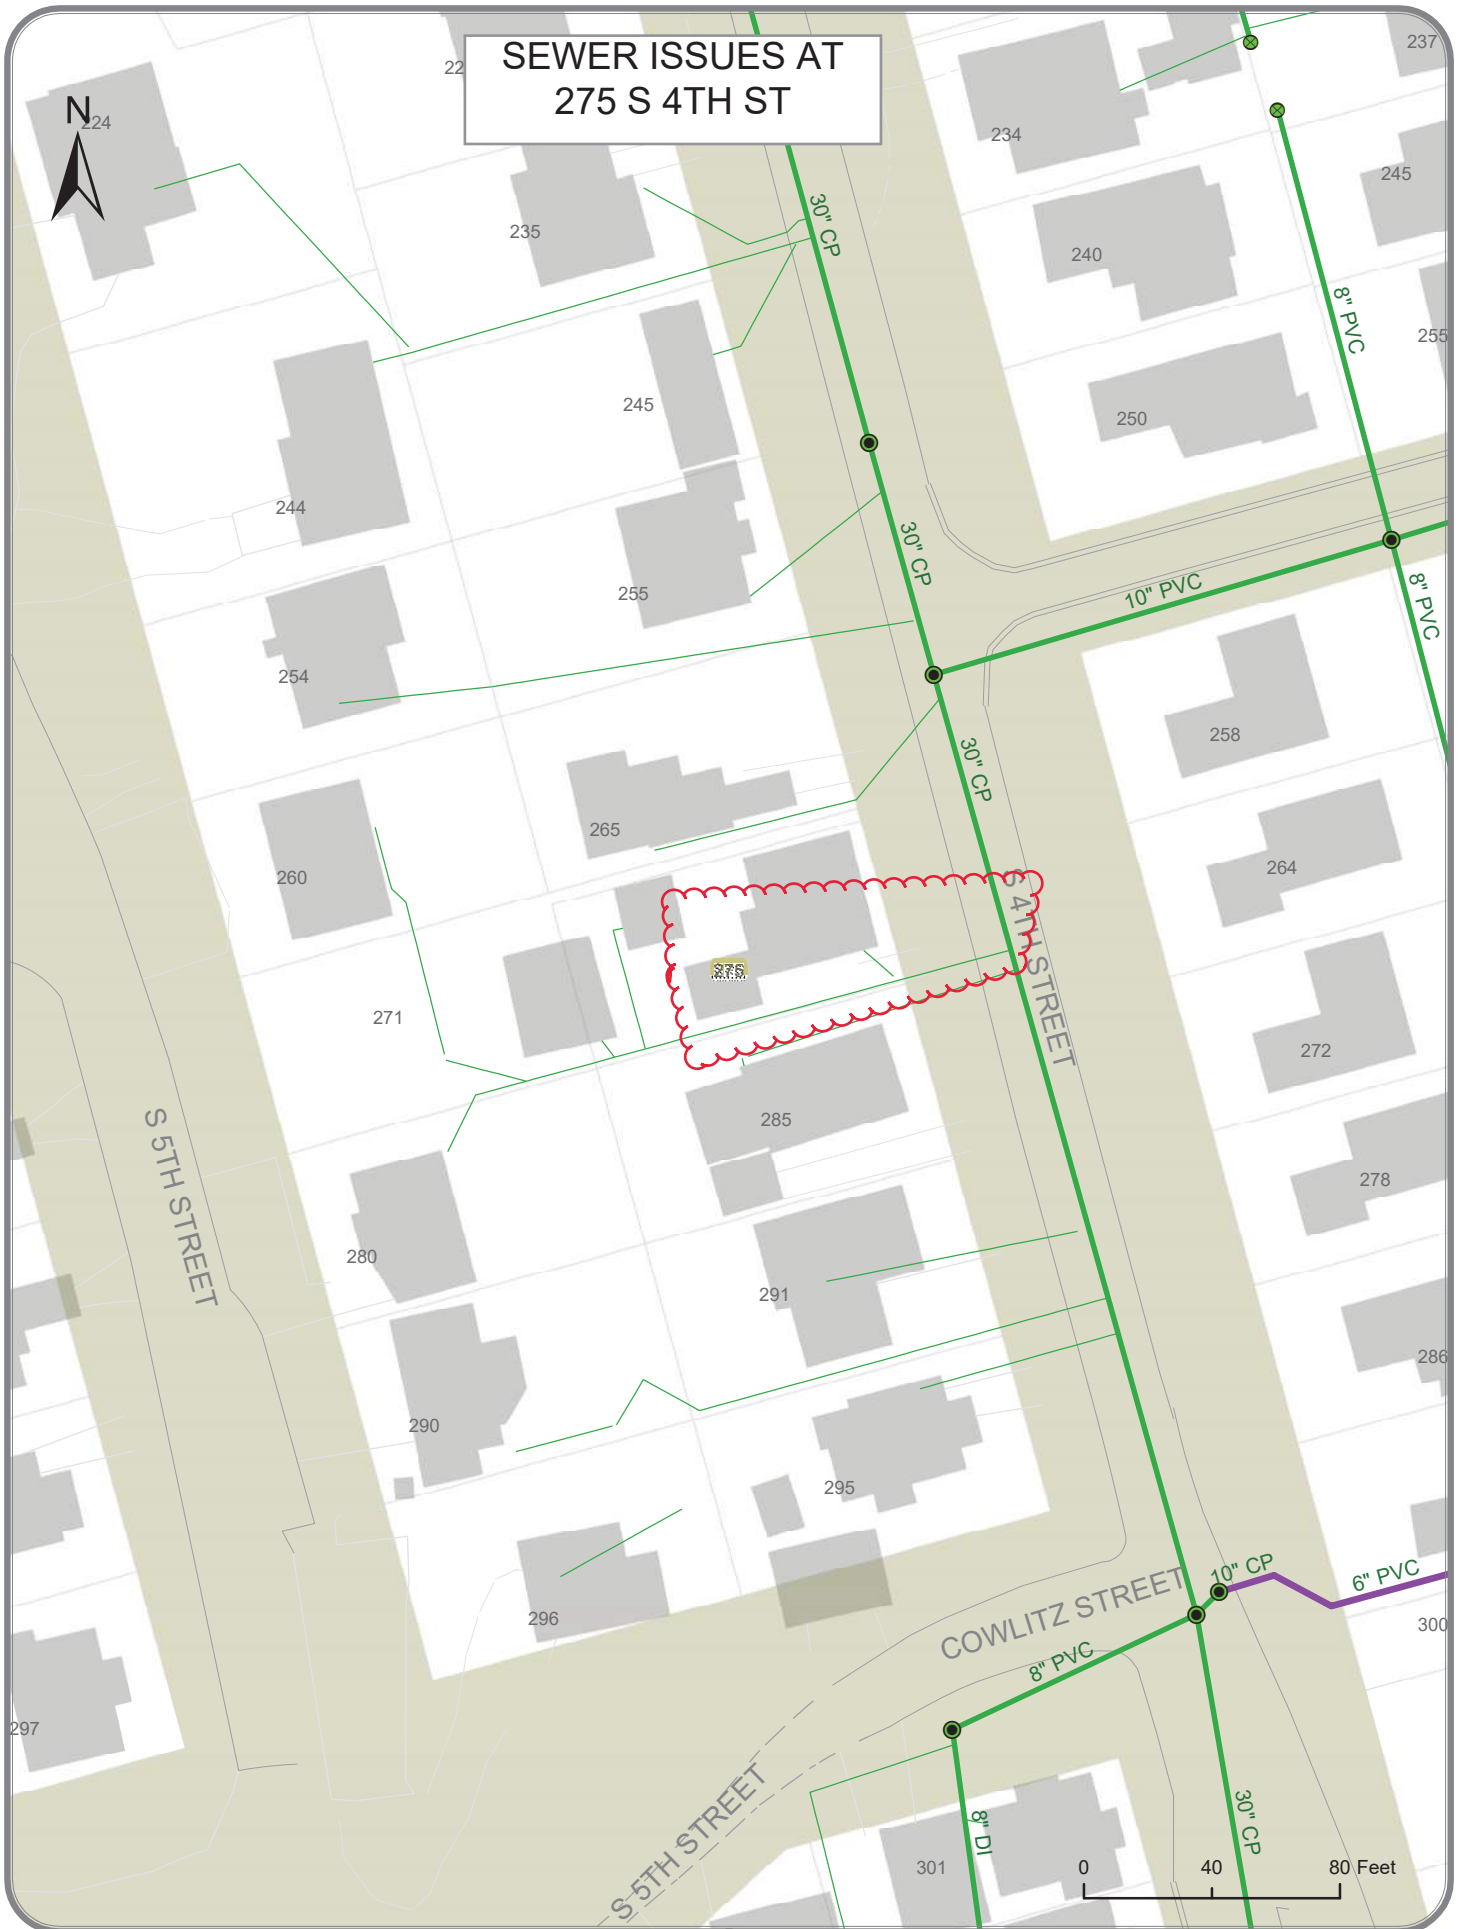 SEWER ISSUES AT
275 S 4TH ST
N
224
235
234
237
245
240
30" CP
8" PVC
255
245
250
244
30" CP
255
10" PVC
8" PVC
254
258
30" CP
265
264
260
S 4TH STREET
271
272
285
S 5TH STREET
278
280
291
286
290
295
296
10" CP
6" PVC
COWLITZ STREET
8" PVC
300
297
S 5TH STREET
8" DI
30" CP
301
0 40 80 Feet